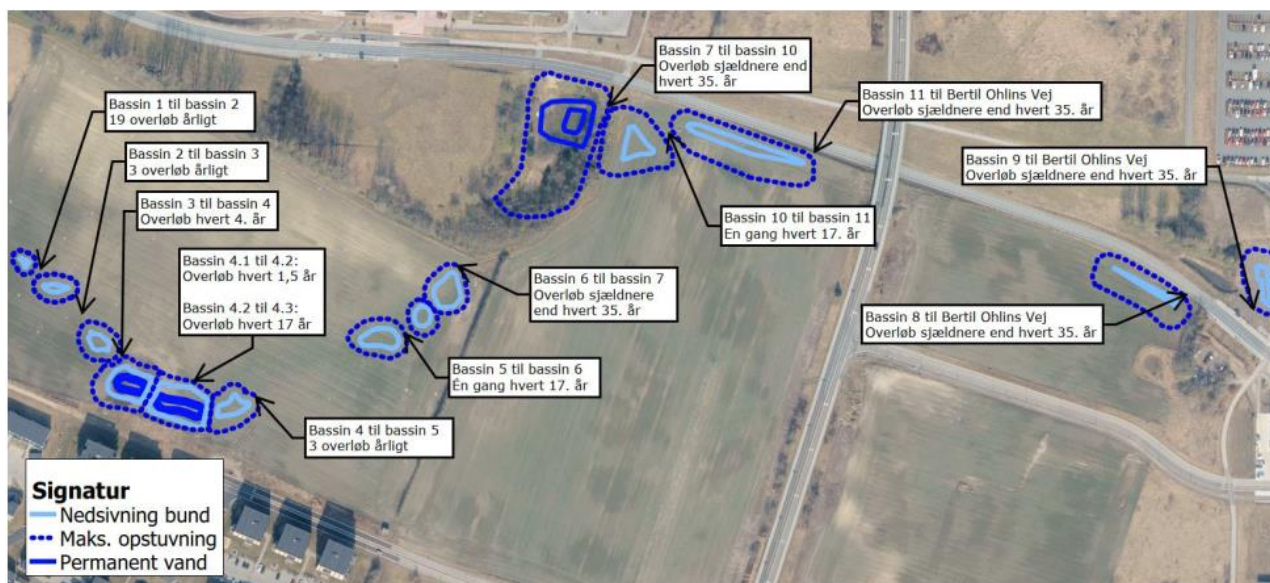 Bassin 7 til bassin 10
Overløb sjældnere end
hvert 35. år
Bassin 11 til Bertil Ohlins Vej
Overløb sjældnere end hvert 35. år
Bassin 1 til bassin 2
19 overløb årligt
Bassin 2 til bassin 3
3 overløb årligt
Bassin 9 til Bertil Ohlins Vej
Overløb sjældnere end hvert 35. år
Bassin 3 til bassin 4
Overløb hvert 4. år
Bassin 10 til bassin 11
En gang hvert 17. år
Bassin 4.1 til 4.2:
Overløb hvert 1,5 år
Bassin 4.2 til 4.3:
Overløb hvert 17 år
Bassin 6 til bassin 7
Overløb sjældnere
end hvert 35. år
Bassin 8 til Bertil Ohlins Vej
Overløb sjældnere end hvert 35. år
Bassin 5 til bassin 6
Én gang hvert 17. år
Bassin 4 til bassin 5
3 overløb årligt
Signatur
Nedsivning bund
Maks. opstuvning
Permanent vand